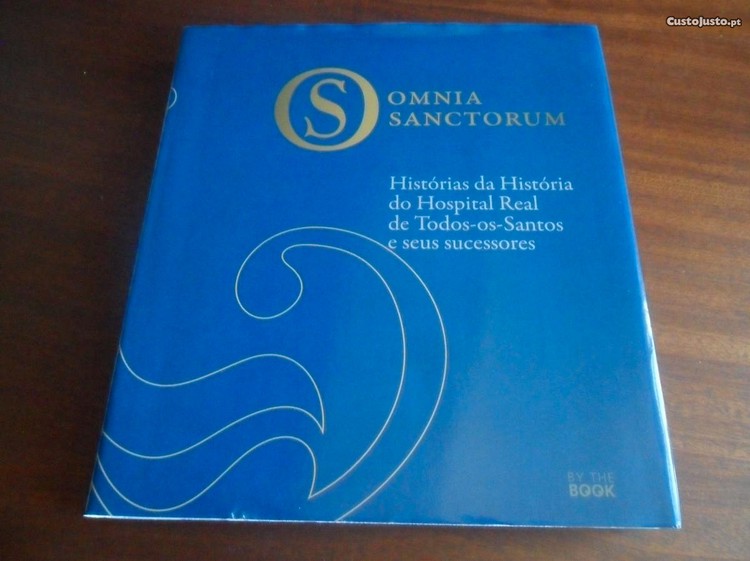 CustoJusto.pt
OS
OMNIA
SANCTORUM
Histórias da História
do Hospital Real
de Todos-os-Santos
e seus sucessores
BY THE
BOOK